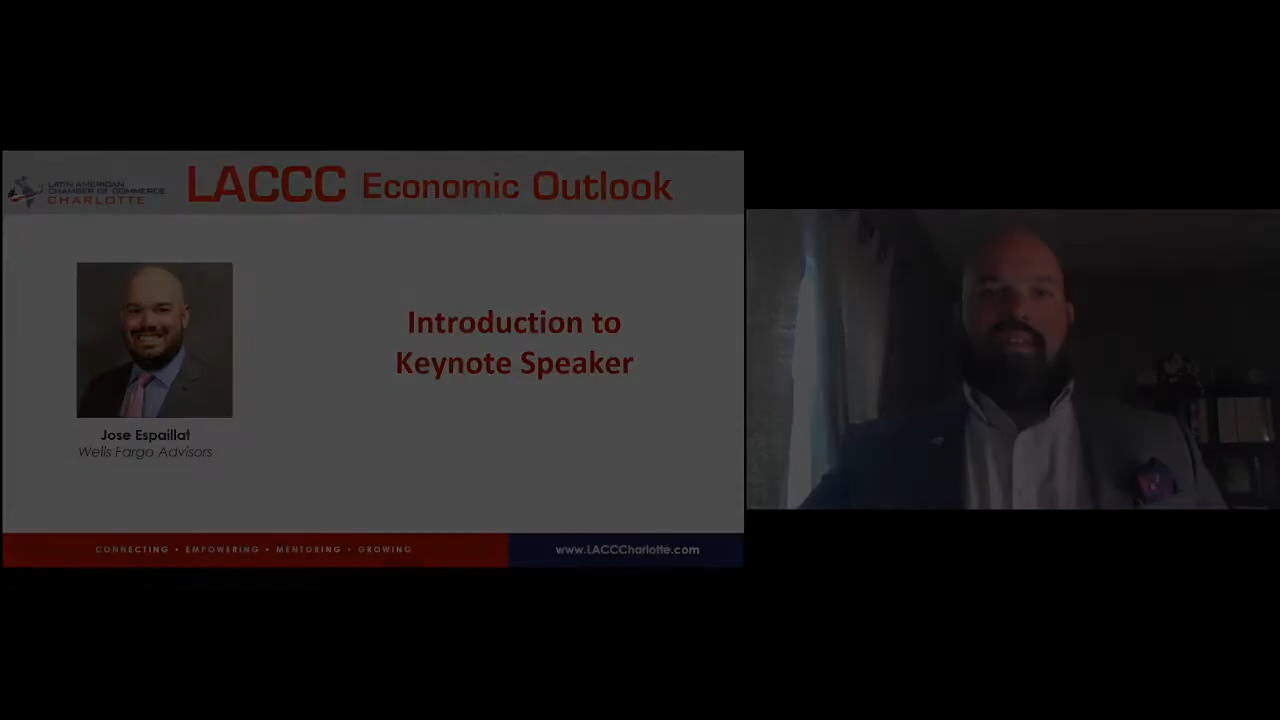 LATIN AMERICAN
CHAMBER OF COMMERCE
CHARLOTTE
LACCC Economic Outlook
Introduction to
Keynote Speaker
Jose Espaillat
Wells Fargo Advisors
CONNECTING • EMPOWERING • MENTORING • GROWING
www.LACCCharlotte.com